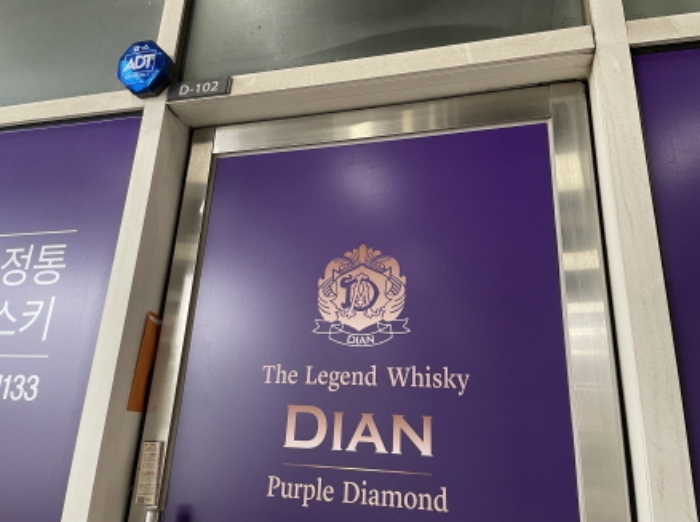 ADT
D-102
정통
스키
133
DIAN
The Legend Whisky
DIAN
Purple Diamond